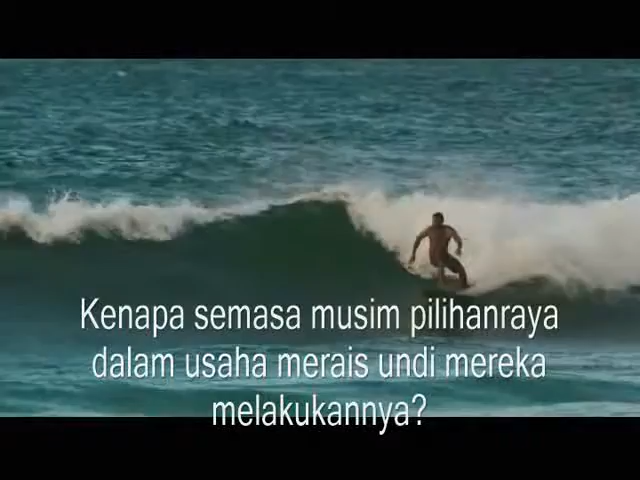 Kenapa semasa musim pilihanraya
dalam usaha merais undi mereka
melakukannya?